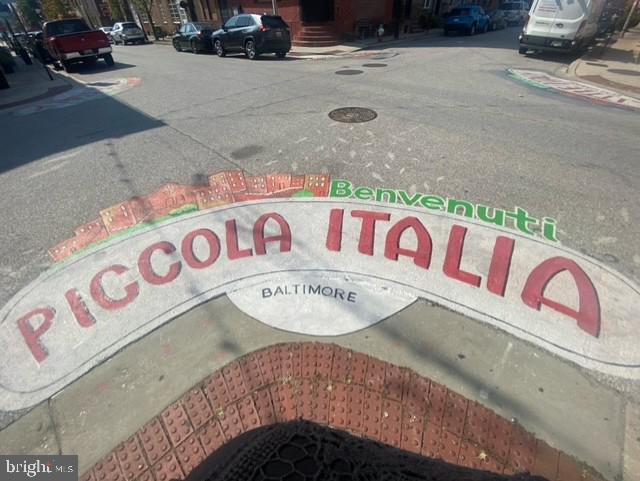 Benvenuti
PICCOLA ITALIA
BALTIMORE
bright MLS